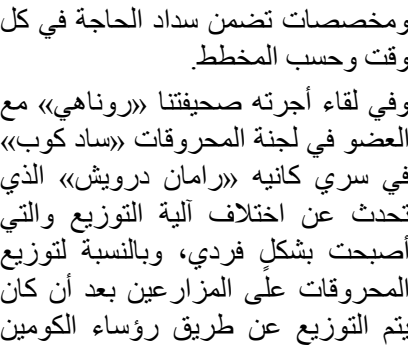 ومخصصات تضمن سداد الحاجة في كل
وقت وحسب المخطط.
وفي لقاء أجرته صحيفتنا «روناهي» مع
العضو في لجنة المحروقات «ساد كوب»
في سري كانيه «رامان درويش» الذي
تحدث عن اختلاف آلية التوزيع والتي
أصبحت بشكلٍ فردي، وبالنسبة لتوزيع
المحروقات على المزارعين بعد أن كان
يتم التوزيع عن طريق رؤساء الكومين